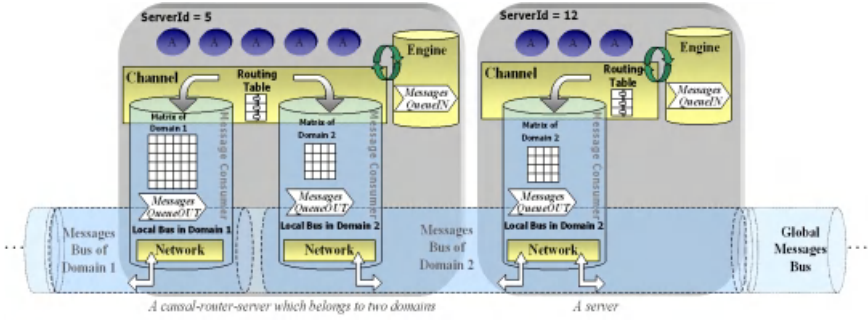 ServerId = 5
A A A A A
Engine
Channel
Routing
Table
Messages
QueueIN
Matrix of
Domain 1
Message Consumer
Messages
QueueOUT
Local Bus in Domain 1
Network
Matrix of
Domain 2
Message Consumer
Messages
QueueOUT
Local Bus in Domain 2
Network
ServerId = 12
A A A
Engine
Channel
Routing
Table
Messages
QueueIN
Matrix of
Domain 2
Message Consumer
Messages
QueueOUT
Local Bus in Domain 2
Network
...
Messages
Bus of
Domain 1
Messages
Bus of
Domain 2
Global
Messages
Bus
...
A causal-router-server which belongs to two domains
A server